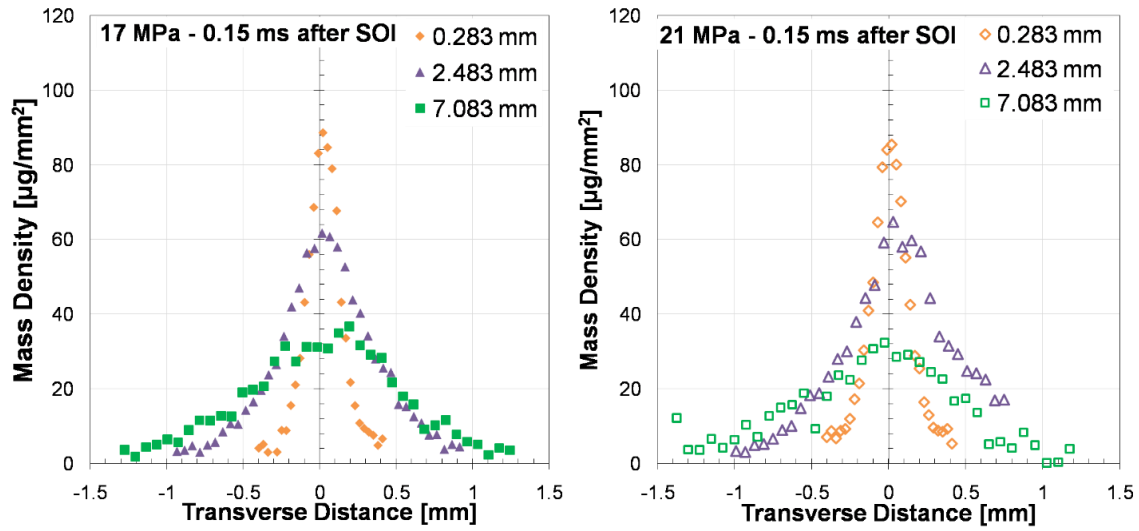 17 MPa - 0.15 ms after SOI
0.283 mm
2.483 mm
7.083 mm
Mass Density [µg/mm²]
120
100
80
60
40
20
0
-1.5 -1 -0.5 0 0.5 1 1.5
Transverse Distance [mm]
21 MPa - 0.15 ms after SOI
0.283 mm
2.483 mm
7.083 mm
Mass Density [µg/mm²]
120
100
80
60
40
20
0
-1.5 -1 -0.5 0 0.5 1 1.5
Transverse Distance [mm]